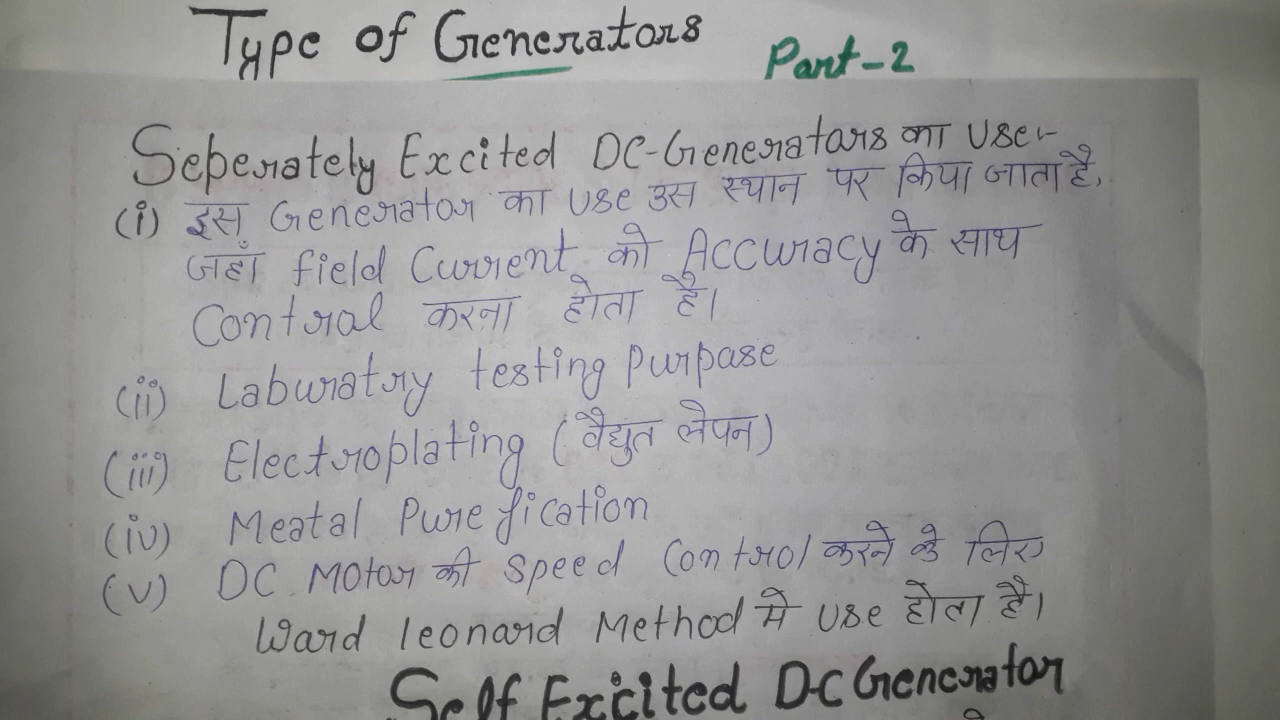 Type of Generators
Part-2
Seperately Excited DC-Generators का Use:-
(i) इस Generator का use उस स्थान पर किया जाता है,
जहाँ field Current को Accuracy के साथ
Control करना होता है।
(ii) Laburatry testing Purpase
(iii) Electroplating (वैद्युत लेपन)
(iv) Meatal Purefication
(v) DC Motor की Speed Control करने के लिए
Ward leonard Method मे use होता है।
Self Excited DC Generator